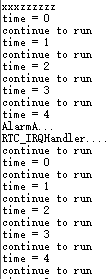 xxxzzzzzz
time = 0
continue to run
time = 1
continue to run
time = 2
continue to run
time = 3
continue to run
time = 4
AlarmA...
RTC_IRQHandler....
continue to run
time = 0
continue to run
time = 1
continue to run
time = 2
continue to run
time = 3
continue to run
time = 4
continue to run